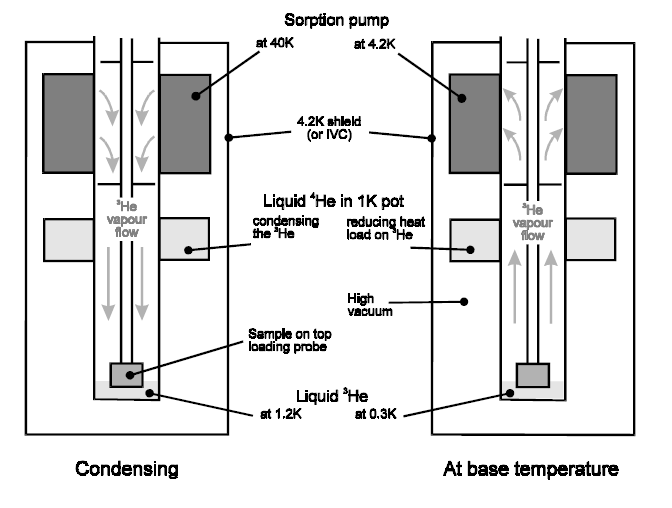 Sorption pump
at 40K
at 4.2K
4.2K shield
(or IVC)
Liquid ⁴He in 1K pot
condensing
the ³He
reducing heat
load on ³He
³He
vapour
flow
³He
vapour
flow
High
vacuum
Sample on top
loading probe
Liquid ³He
at 1.2K
at 0.3K
Condensing
At base temperature